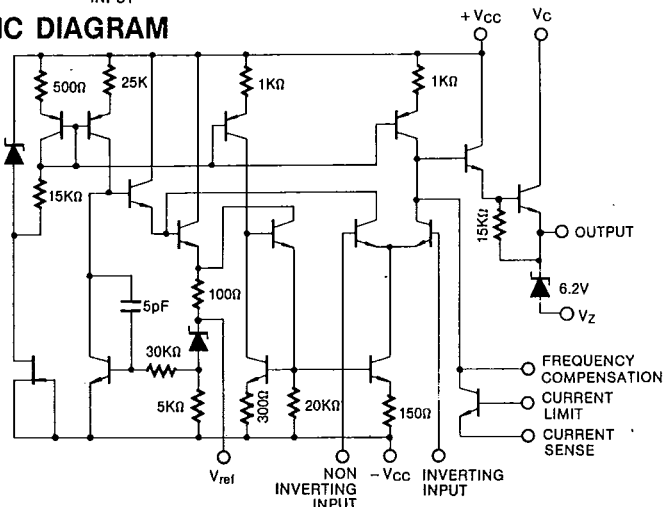 INPUT
IC DIAGRAM
+ VCC
VC
500Ω
25K
1KΩ
1KΩ
15KΩ
15KΩ
OUTPUT
100Ω
6.2V
5pF
VZ
30KΩ
FREQUENCY
COMPENSATION
5KΩ
300Ω
20KΩ
150Ω
CURRENT
LIMIT
CURRENT
SENSE
Vref
NON
INVERTING
INPUT
− VCC
INVERTING
INPUT